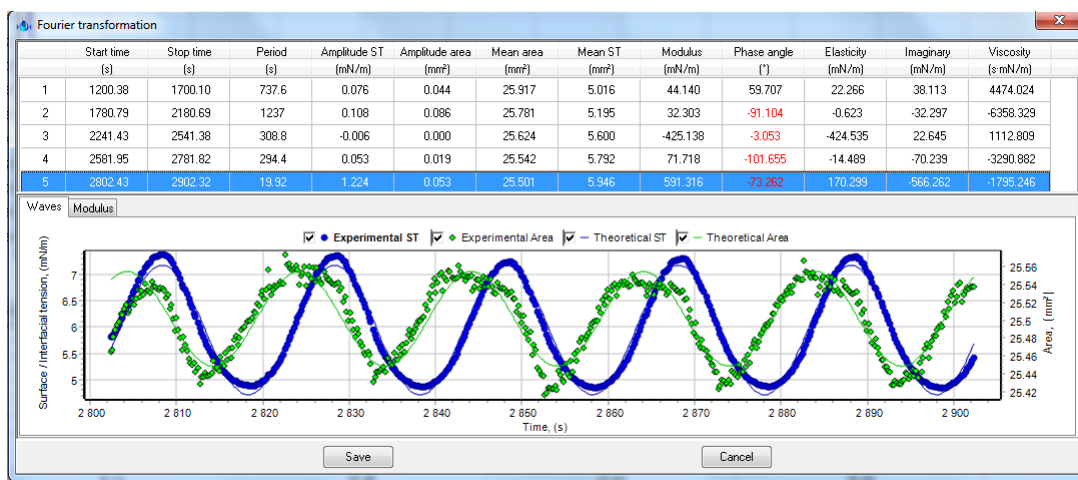 Fourier transformation
Start time Stop time Period Amplitude ST Amplitude area Mean area Mean ST Modulus Phase angle Elasticity Imaginary Viscosity
(s) (s) (s) (mN/m) (mm²) (mm²) (mN/m) (mN/m) (°) (mN/m) (mN/m) (s·mN/m)
1 1200.38 1700.10 737.6 0.076 0.044 25.917 5.016 44.140 59.707 22.266 38.113 4474.024
2 1780.79 2180.69 1237 0.108 0.086 25.781 5.195 32.303 -91.104 -0.623 -32.297 -6358.329
3 2241.43 2541.38 308.8 -0.006 0.000 25.624 5.600 -425.138 -3.053 -424.535 22.645 1112.809
4 2581.95 2781.82 294.4 0.053 0.019 25.542 5.792 71.718 -101.655 -14.489 -70.239 -3290.882
5 2802.43 2902.32 19.92 1.224 0.053 25.501 5.946 591.316 -73.262 170.299 -566.262 -1795.246
Waves Modulus
Experimental ST Experimental Area Theoretical ST Theoretical Area
Surface / Interfacial tension, (mN/m)
7
6.5
6
5.5
5
25.56
25.54
25.52
25.5
25.48
25.46
25.44
25.42
Area, (mm²)
2 800 2 810 2 820 2 830 2 840 2 850 2 860 2 870 2 880 2 890 2 900
Time, (s)
Save Cancel